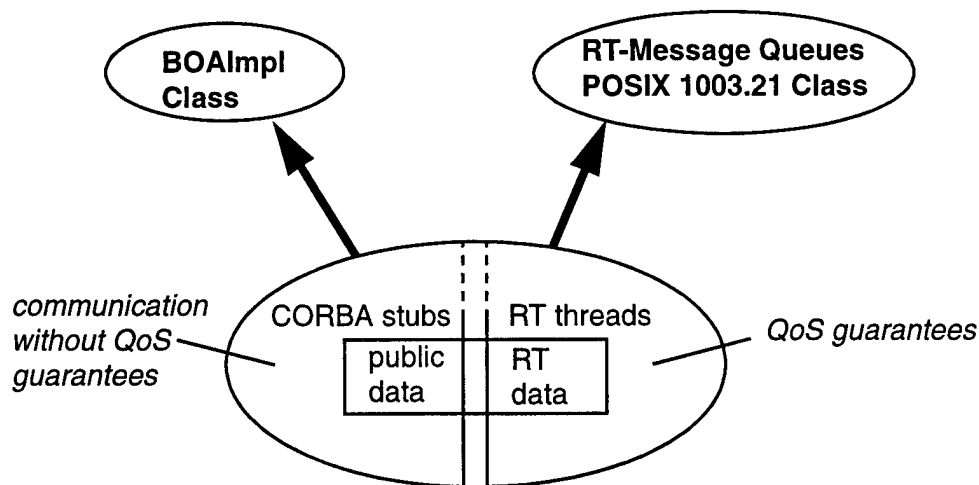 BOAImpl
Class
RT-Message Queues
POSIX 1003.21 Class
communication
without QoS
guarantees
CORBA stubs
RT threads
public
data
RT
data
QoS guarantees